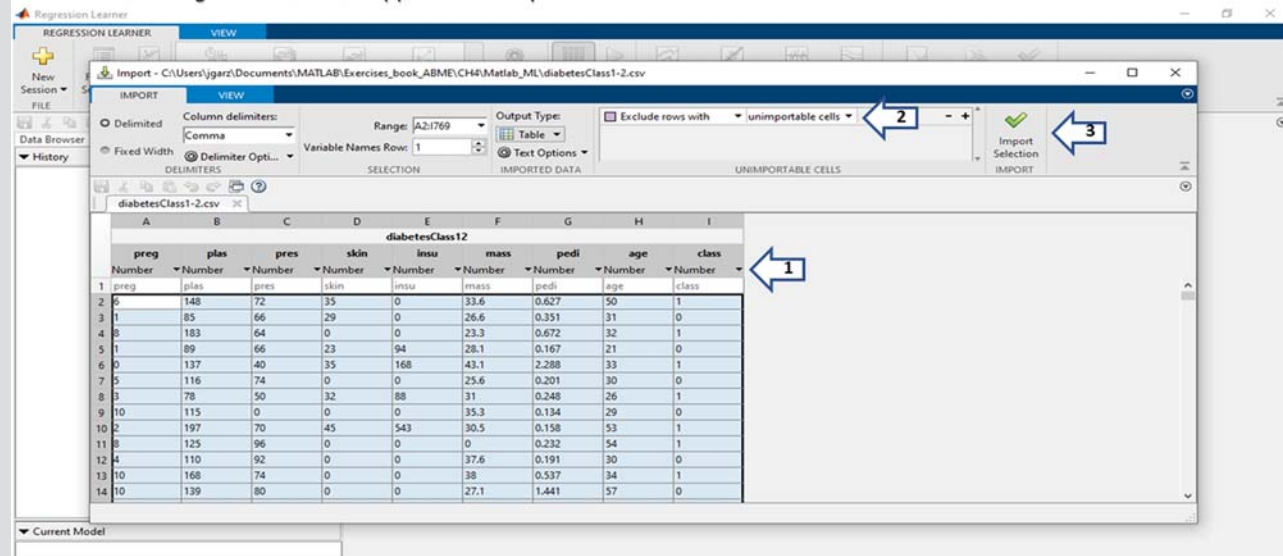 Regression Learner
REGRESSION LEARNER VIEW
New
Session
FILE
Data Browser
History
Import - C:\Users\jgarz\Documents\MATLAB\Exercises_book_ABME\CH4\Matlab_ML\diabetesClass1-2.csv
IMPORT VIEW
Delimited Column delimiters: Range: A2:I769 Output Type: Exclude rows with unimportable cells - + 2
Comma Table Import 3
Fixed Width Delimiter Opti... Variable Names Row: 1 Text Options Selection
DELIMITERS SELECTION IMPORTED DATA UNIMPORTABLE CELLS IMPORT
diabetesClass1-2.csv
A B C D E F G H I
diabetesClass12
preg plas pres skin insu mass pedi age class
Number Number Number Number Number Number Number Number Number 1
1 preg plas pres skin insu mass pedi age class
2 6 148 72 35 0 33.6 0.627 50 1
3 1 85 66 29 0 26.6 0.351 31 0
4 8 183 64 0 0 23.3 0.672 32 1
5 1 89 66 23 94 28.1 0.167 21 0
6 0 137 40 35 168 43.1 2.288 33 1
7 5 116 74 0 0 25.6 0.201 30 0
8 3 78 50 32 88 31 0.248 26 1
9 10 115 0 0 0 35.3 0.134 29 0
10 2 197 70 45 543 30.5 0.158 53 1
11 8 125 96 0 0 0 0.232 54 1
12 4 110 92 0 0 37.6 0.191 30 0
13 10 168 74 0 0 38 0.537 34 1
14 10 139 80 0 0 27.1 1.441 57 0
Current Model